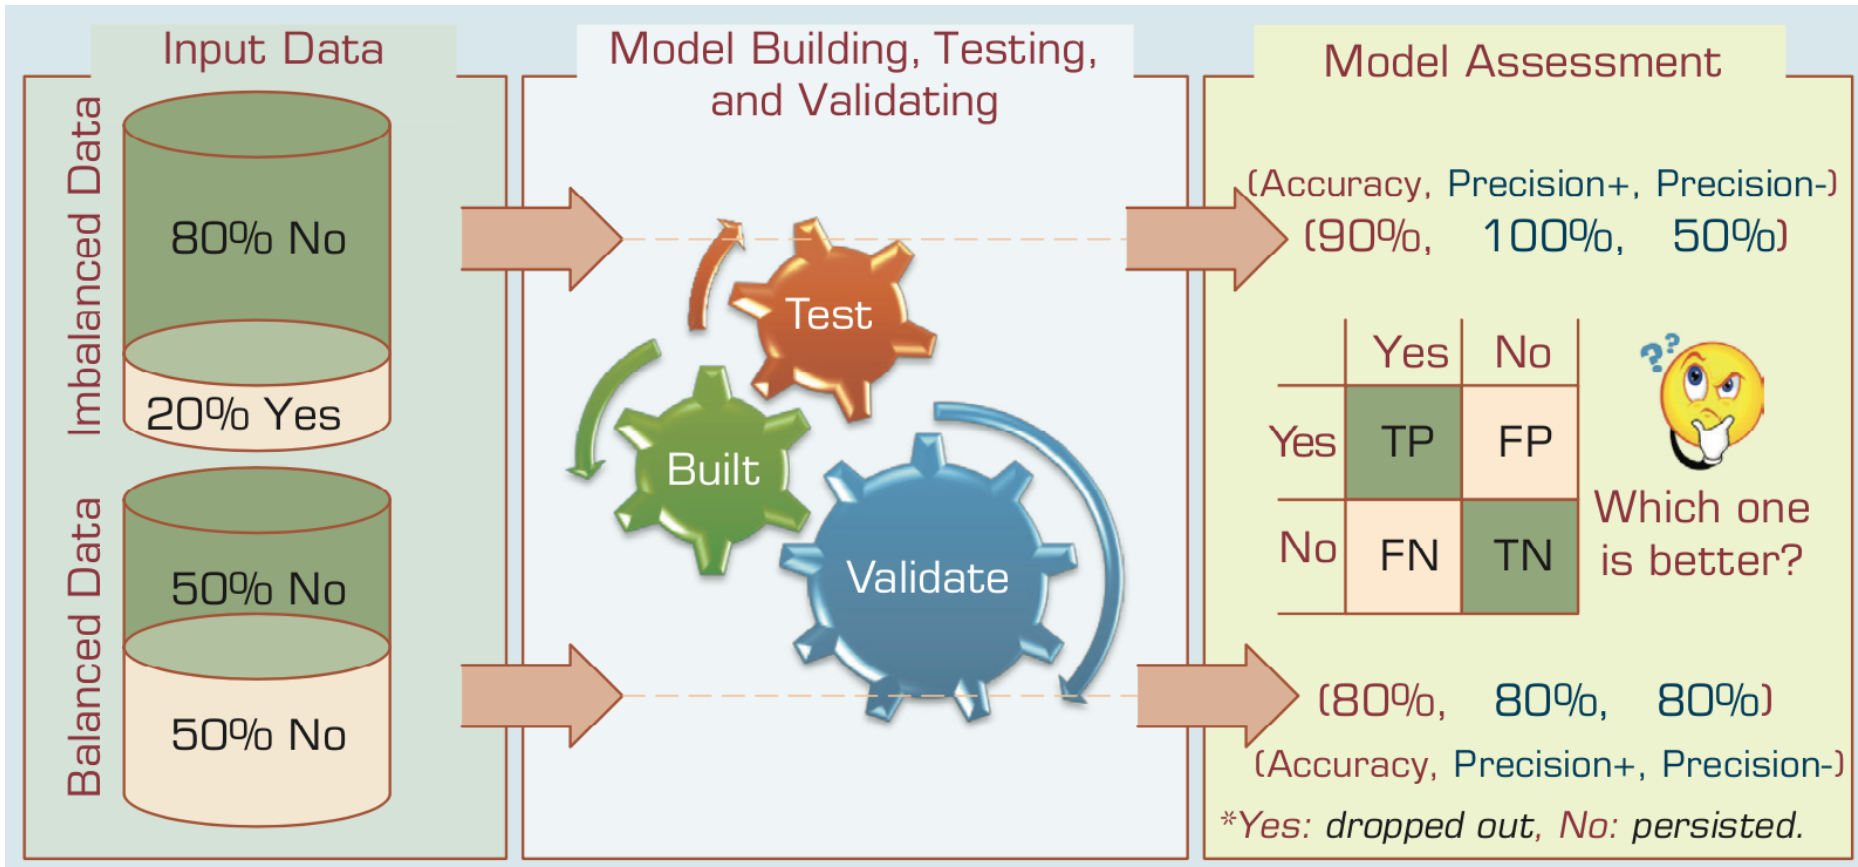 Input Data
Imbalanced Data
80% No
20% Yes
Balanced Data
50% No
50% No
Model Building, Testing,
and Validating
Test
Built
Validate
Model Assessment
(Accuracy, Precision+, Precision-)
(90%, 100%, 50%)
Yes No
Yes TP FP
No FN TN
??
Which one
is better?
(80%, 80%, 80%)
(Accuracy, Precision+, Precision-)
*Yes: dropped out, No: persisted.